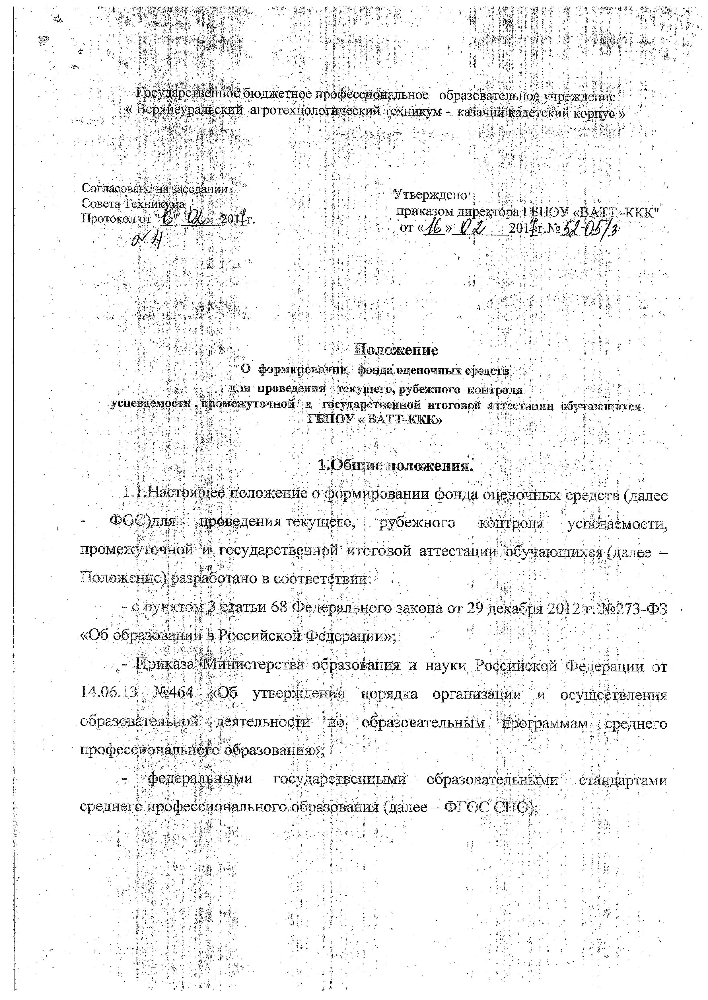 Государственное бюджетное профессиональное образовательное учреждение
« Верхнеуральский агротехнологический техникум - казачий кадетский корпус»
Согласовано на заседании
Совета Техникума
Протокол от 2017г.
Утверждено
приказом директора ГБПОУ «ВАТТ-ККК"
от «16» 02 2017г. №
Положение
О формировании фонда оценочных средств
для проведения текущего, рубежного контроля
успеваемости, промежуточной и государственной итоговой аттестации обучающихся
ГБПОУ «ВАТТ-ККК»
1.Общие положения.
1.1.Настоящее положение о формировании фонда оценочных средств (далее
- ФОС)для проведения текущего, рубежного контроля успеваемости,
промежуточной и государственной итоговой аттестации обучающихся (далее –
Положение) разработано в соответствии:
- с пунктом 3 статьи 68 Федерального закона от 29 декабря 2012 г. №273-ФЗ
«Об образовании в Российской Федерации»;
- Приказа Министерства образования и науки Российской Федерации от
14.06.13 №464 «Об утверждении порядка организации и осуществления
образовательной деятельности по образовательным программам среднего
профессионального образования»;
- федеральными государственными образовательными стандартами
среднего профессионального образования (далее – ФГОС СПО);